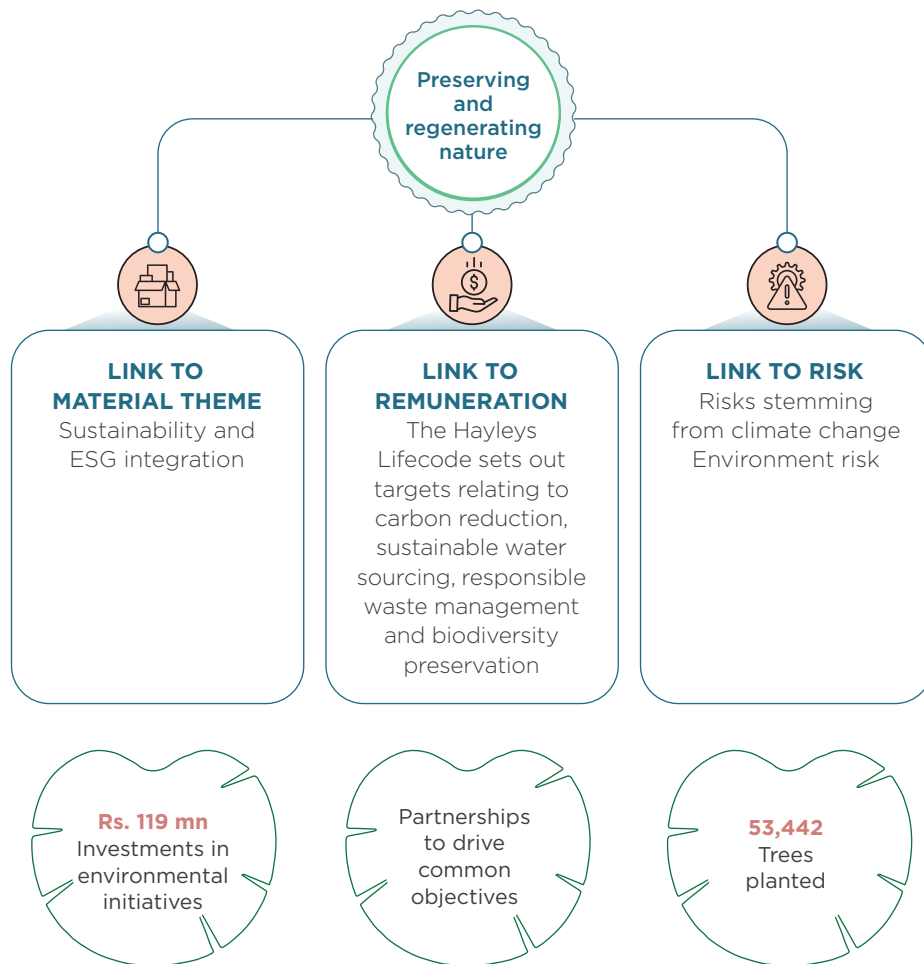 Preserving
and
regenerating
nature
LINK TO
MATERIAL THEME
Sustainability and
ESG integration
LINK TO
REMUNERATION
The Hayleys
Lifecode sets out
targets relating to
carbon reduction,
sustainable water
sourcing, responsible
waste management
and biodiversity
preservation
LINK TO RISK
Risks stemming
from climate change
Environment risk
Rs. 119 mn
Investments in
environmental
initiatives
Partnerships
to drive
common
objectives
53,442
Trees
planted